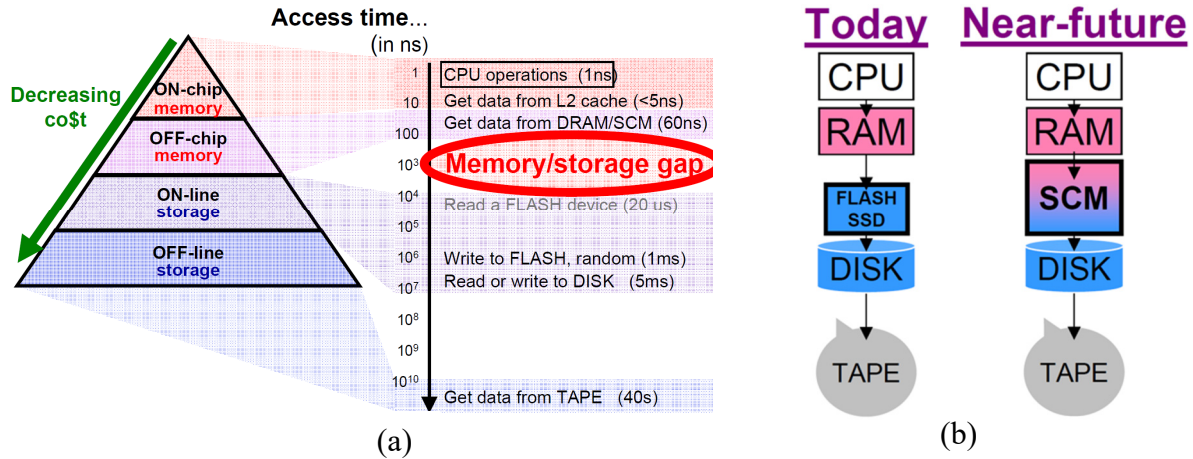 Access time...
(in ns)
Decreasing
co$t
ON-chip
memory
OFF-chip
memory
ON-line
storage
OFF-line
storage
1
CPU operations (1ns)
10
Get data from L2 cache (<5ns)
Get data from DRAM/SCM (60ns)
100
10³
Memory/storage gap
10⁴
Read a FLASH device (20 us)
10⁵
10⁶
Write to FLASH, random (1ms)
Read or write to DISK (5ms)
10⁷
10⁸
10⁹
10¹⁰
Get data from TAPE (40s)
(a)
Today
CPU
RAM
FLASH
SSD
DISK
TAPE
Near-future
CPU
RAM
SCM
DISK
TAPE
(b)